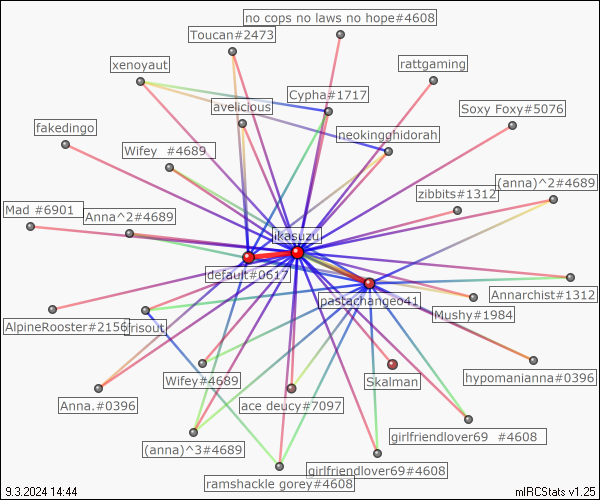 no cops no laws no hope#4608
Toucan#2473
xenoyaut
rattgaming
Cypha#1717
avelicious
Soxy Foxy#5076
fakedingo
neokingghidorah
Wifey #4689
(anna)^2#4689
zibbits#1312
Mad #6901
Anna^2#4689
ikasuzu
default#0617
Annarchist#1312
pastachangeo41
Mushy#1984
AlpineRooster#2156
risout
hypomanianna#0396
Wifey#4689
Skalman
Anna.#0396
ace deucy#7097
girlfriendlover69 #4608
(anna)^3#4689
girlfriendlover69#4608
ramshackle gorey#4608
9.3.2024 14:44
mIRCStats v1.25